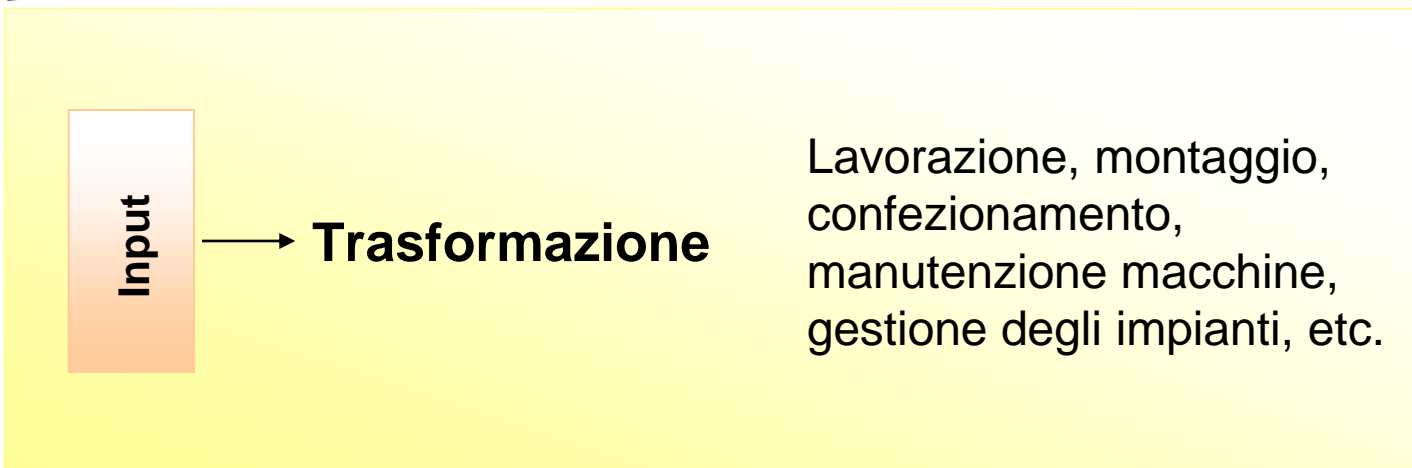 Input
Trasformazione
Lavorazione, montaggio,
confezionamento,
manutenzione macchine,
gestione degli impianti, etc.